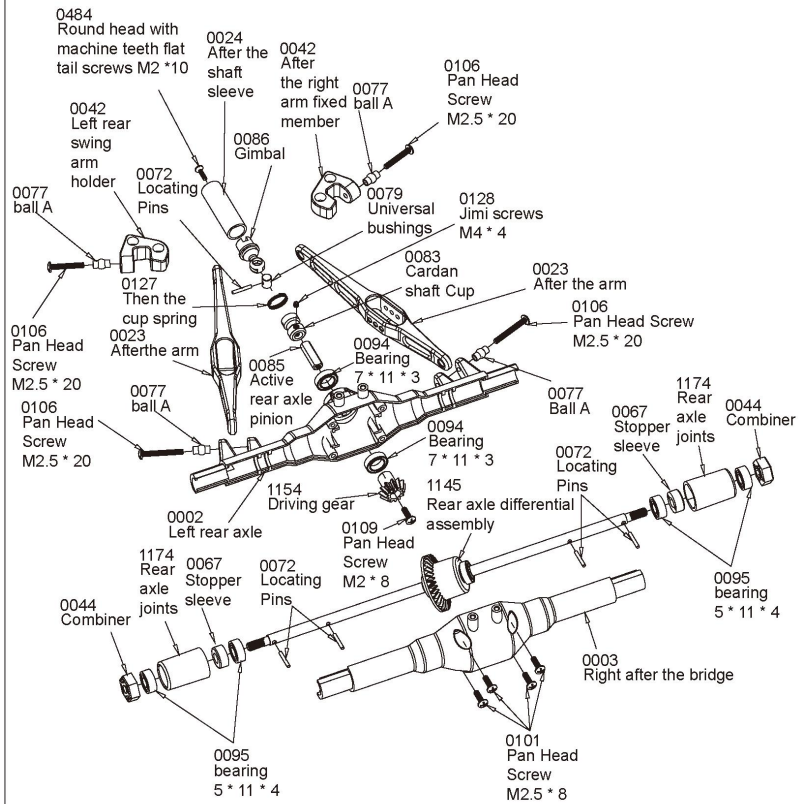 0484
Round head with
machine teeth flat
tail screws M2 *10
0024
After the
shaft
sleeve
0042
After
the right
arm fixed
member
0077
ball A
0106
Pan Head
Screw
M2.5 * 20
0042
Left rear
swing
arm
holder
0086
Gimbal
0072
Locating
Pins
0079
Universal
bushings
0128
Jimi screws
M4 * 4
0077
ball A
0083
Cardan
shaft Cup
0023
After the arm
0127
Then the
cup spring
0106
Pan Head Screw
M2.5 * 20
0106
Pan Head
Screw
M2.5 * 20
0023
Afterthe arm
0085
Active
rear axle
pinion
0094
Bearing
7 * 11 * 3
0077
ball A
0077
Ball A
1174
Rear
axle
joints
0106
Pan Head
Screw
M2.5 * 20
0067
Stopper
sleeve
0044
Combiner
0094
Bearing
7 * 11 * 3
0072
Locating
Pins
1154
Driving gear
1145
Rear axle differential
assembly
0002
Left rear axle
0109
Pan Head
Screw
M2 * 8
1174
Rear
axle
joints
0067
Stopper
sleeve
0072
Locating
Pins
0095
bearing
5 * 11 * 4
0044
Combiner
0003
Right after the bridge
0095
bearing
5 * 11 * 4
0101
Pan Head
Screw
M2.5 * 8